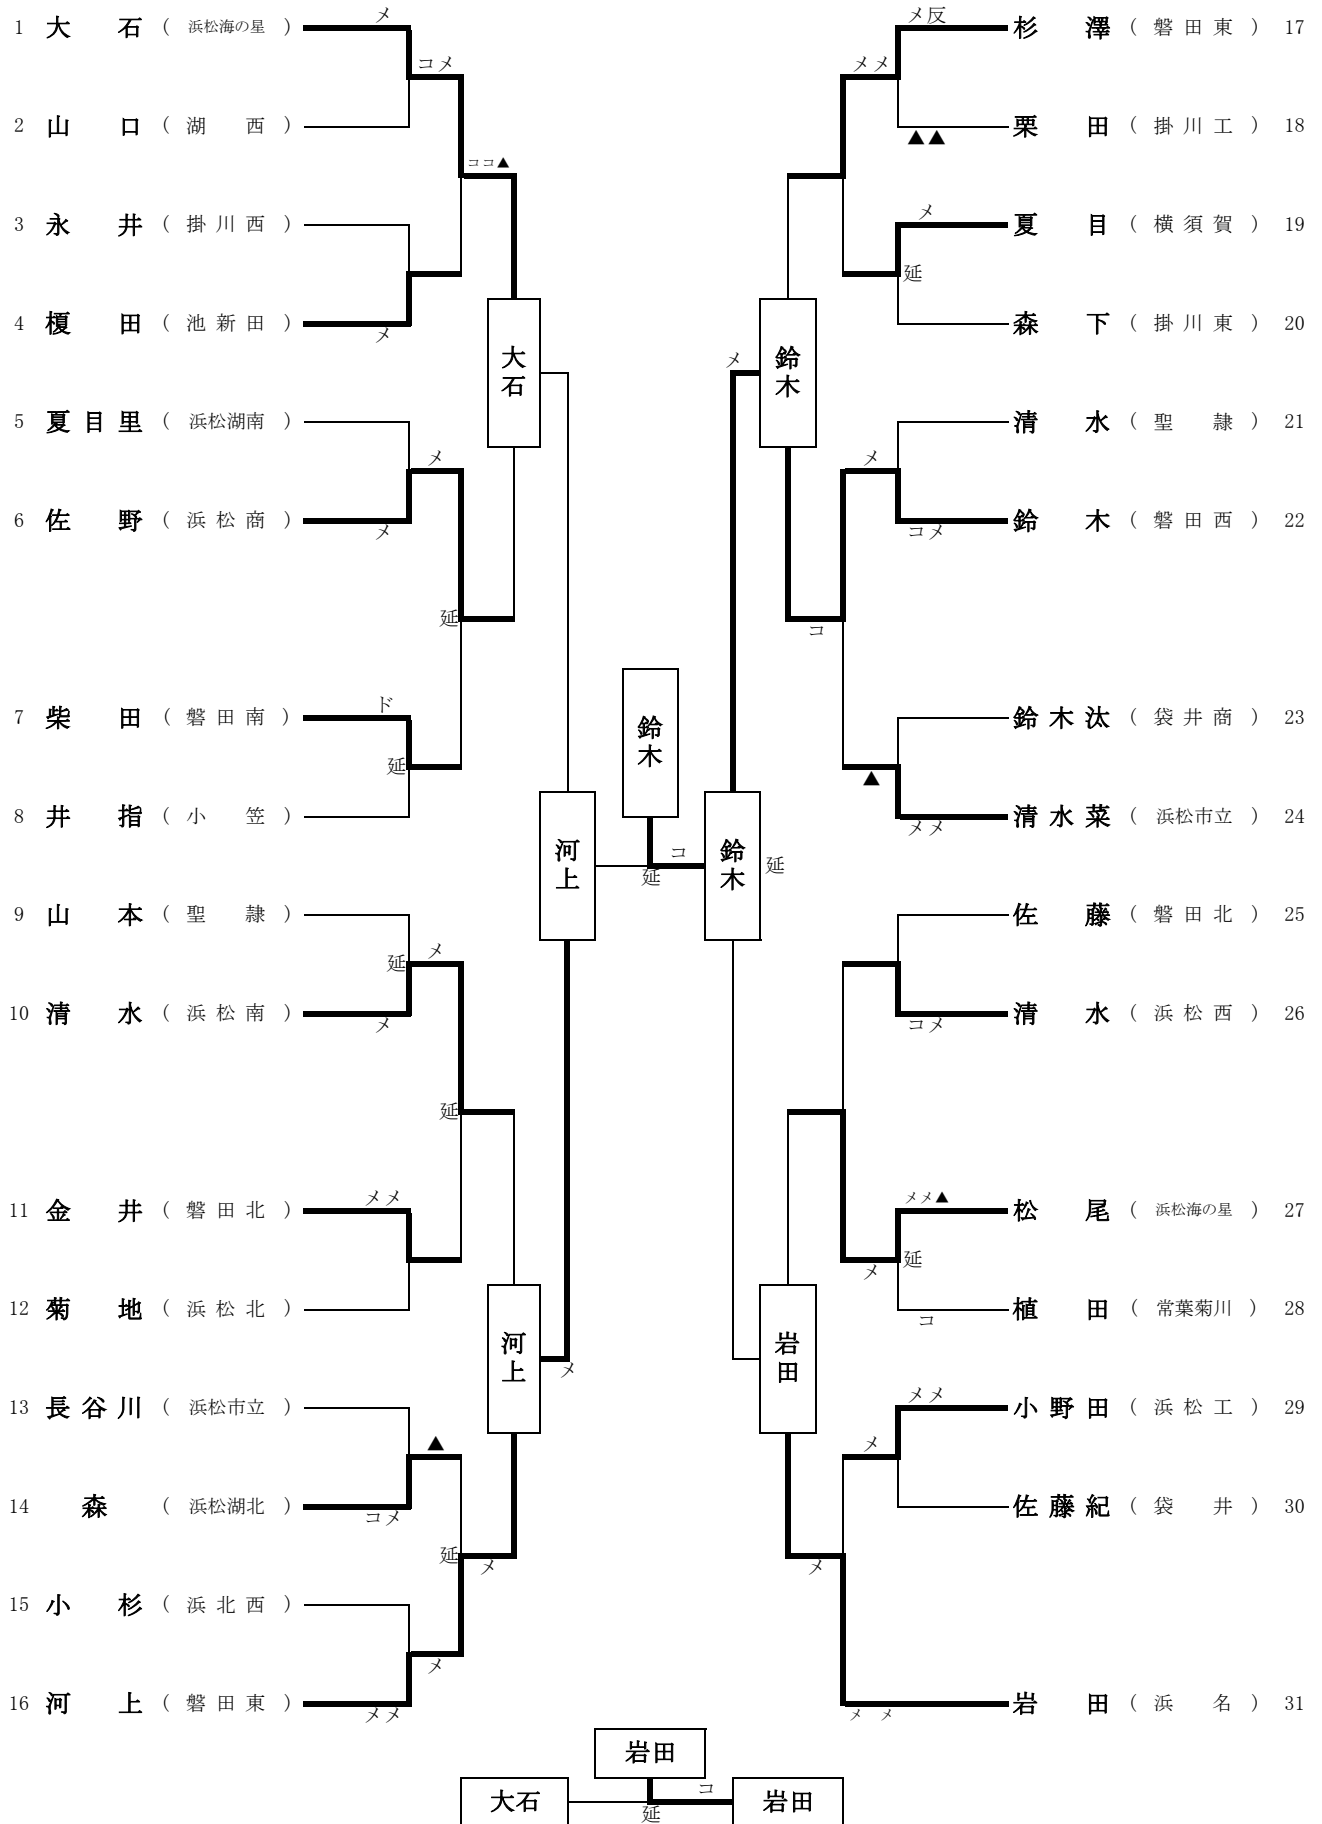 1 大石 ( 浜松海の星 ) メ メ反 杉澤 ( 磐田東 ) 17
コメ メメ
2 山口 ( 湖西 ) 栗田 ( 掛川工 ) 18
▲▲
ココ▲
3 永井 ( 掛川西 ) メ 夏目 ( 横須賀 ) 19
延
4 榎田 ( 池新田 ) 森下 ( 掛川東 ) 20
メ
大石 メ 鈴木
5 夏目里 ( 浜松湖南 ) 清水 ( 聖隷 ) 21
メ メ
6 佐野 ( 浜松商 ) 鈴木 ( 磐田西 ) 22
メ コメ
延 コ
7 柴田 ( 磐田南 ) ド 鈴木汰 ( 袋井商 ) 23
鈴木
延 ▲
8 井指 ( 小笠 ) 清水菜 ( 浜松市立 ) 24
メメ
河上 コ 鈴木 延
延
9 山本 ( 聖隷 ) 佐藤 ( 磐田北 ) 25
延 メ
10 清水 ( 浜松南 ) 清水 ( 浜松西 ) 26
メ コメ
延
11 金井 ( 磐田北 ) メメ メメ▲ 松尾 ( 浜松海の星 ) 27
延
メ
12 菊地 ( 浜松北 ) 植田 ( 常葉菊川 ) 28
コ
河上 メ 岩田
13 長谷川 ( 浜松市立 ) メメ 小野田 ( 浜松工 ) 29
▲ メ
14 森 ( 浜松湖北 ) 佐藤紀 ( 袋井 ) 30
コメ
延 メ メ
15 小杉 ( 浜北西 )
メ
16 河上 ( 磐田東 ) 岩田 ( 浜名 ) 31
メメ メメ
岩田
大石 コ 岩田
延